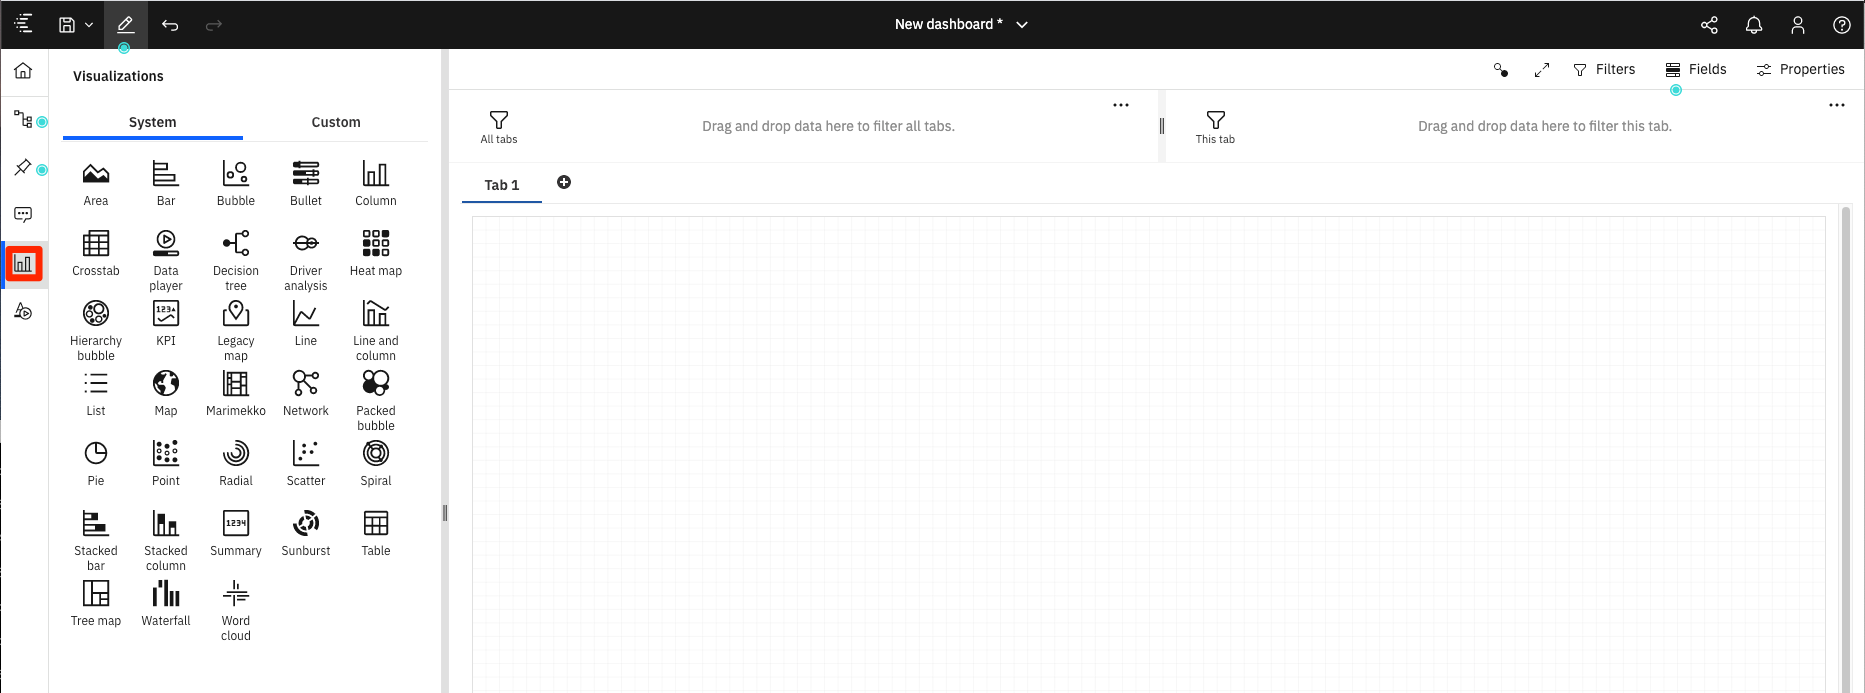 New dashboard *
Visualizations
System
Custom
Filters
Fields
Properties
All tabs
Drag and drop data here to filter all tabs.
This tab
Drag and drop data here to filter this tab.
Tab 1
Area
Bar
Bubble
Bullet
Column
Crosstab
Data
player
Decision
tree
Driver
analysis
Heat map
Hierarchy
bubble
123
KPI
Legacy
map
Line
Line and
column
List
Map
Marimekko
Network
Packed
bubble
Pie
Point
Radial
Scatter
Spiral
Stacked
bar
Stacked
column
1234
Summary
Sunburst
Table
Tree map
Waterfall
Word
cloud